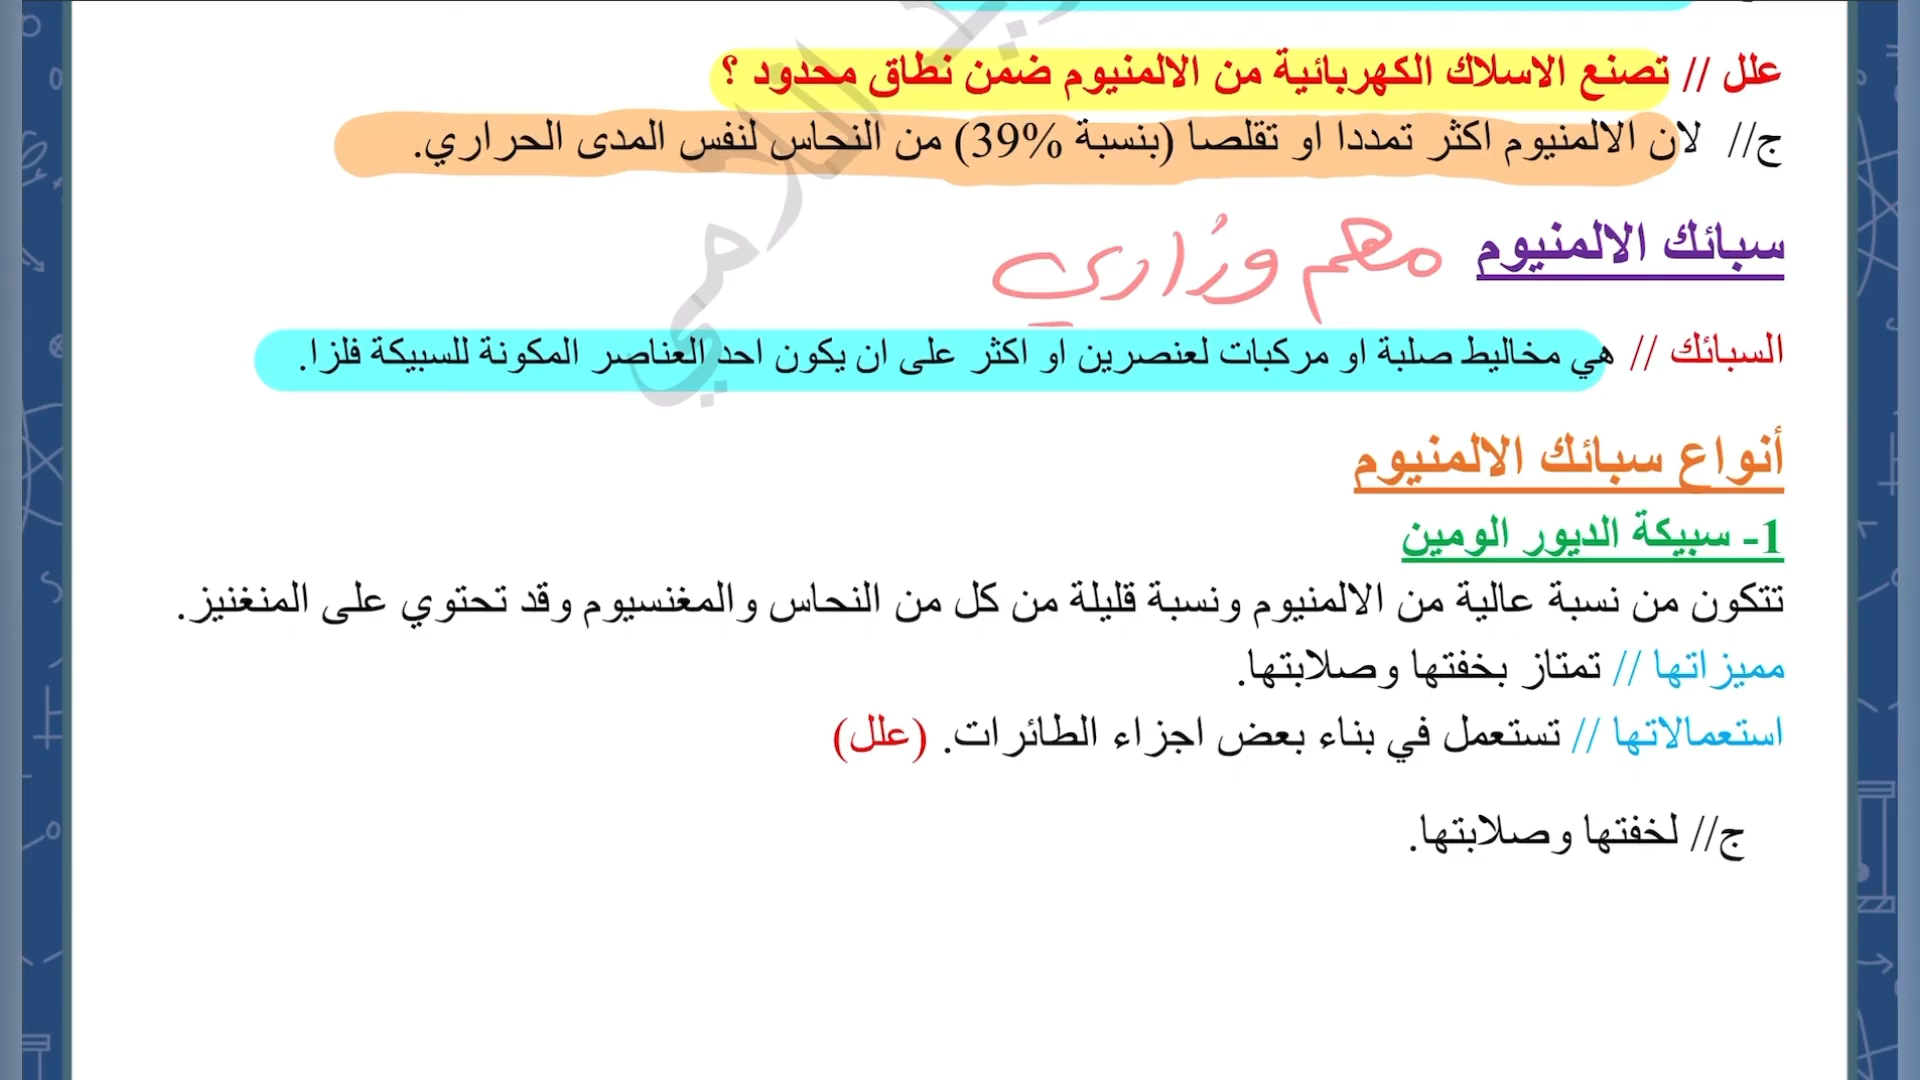 علل // تصنع الاسلاك الكهربائية من الالمنيوم ضمن نطاق محدود ؟
ج// لان الالمنيوم اكثر تمددا او تقلصا (بنسبة 39%) من النحاس لنفس المدى الحراري.
سبائك الالمنيوم مهم وزاري
السبائك // هي مخاليط صلبة او مركبات لعنصرين او اكثر على ان يكون احد العناصر المكونة للسبيكة فلزا.
أنواع سبائك الالمنيوم
1- سبيكة الديور الومين
تتكون من نسبة عالية من الالمنيوم ونسبة قليلة من كل من النحاس والمغنسيوم وقد تحتوي على المنغنيز.
مميزاتها // تمتاز بخفتها وصلابتها.
استعمالاتها // تستعمل في بناء بعض اجزاء الطائرات. (علل)
ج// لخفتها وصلابتها.